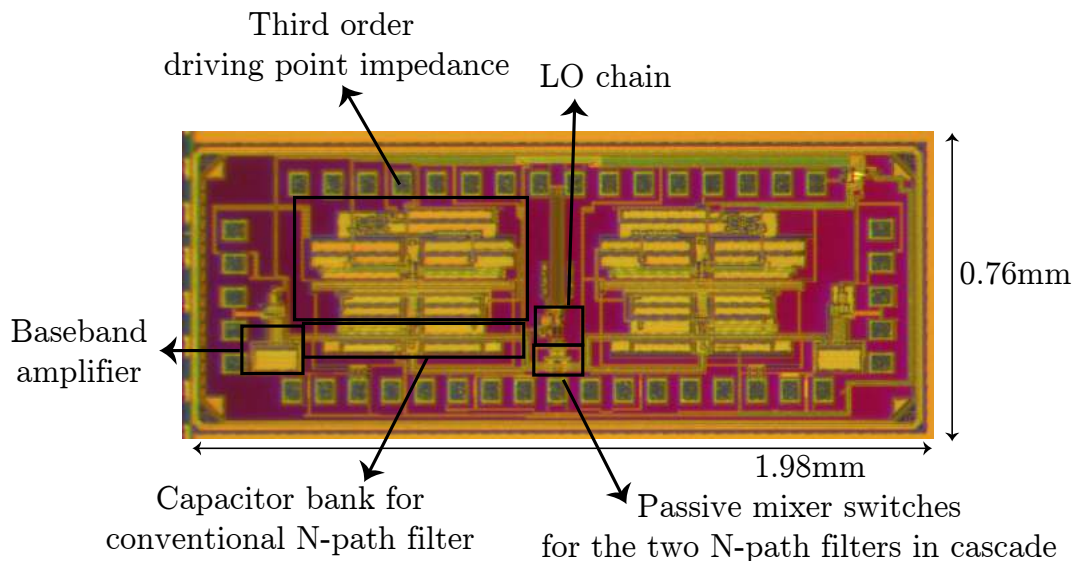 Third order
driving point impedance
LO chain
0.76mm
Baseband
amplifier
1.98mm
Capacitor bank for
conventional N-path filter
Passive mixer switches
for the two N-path filters in cascade